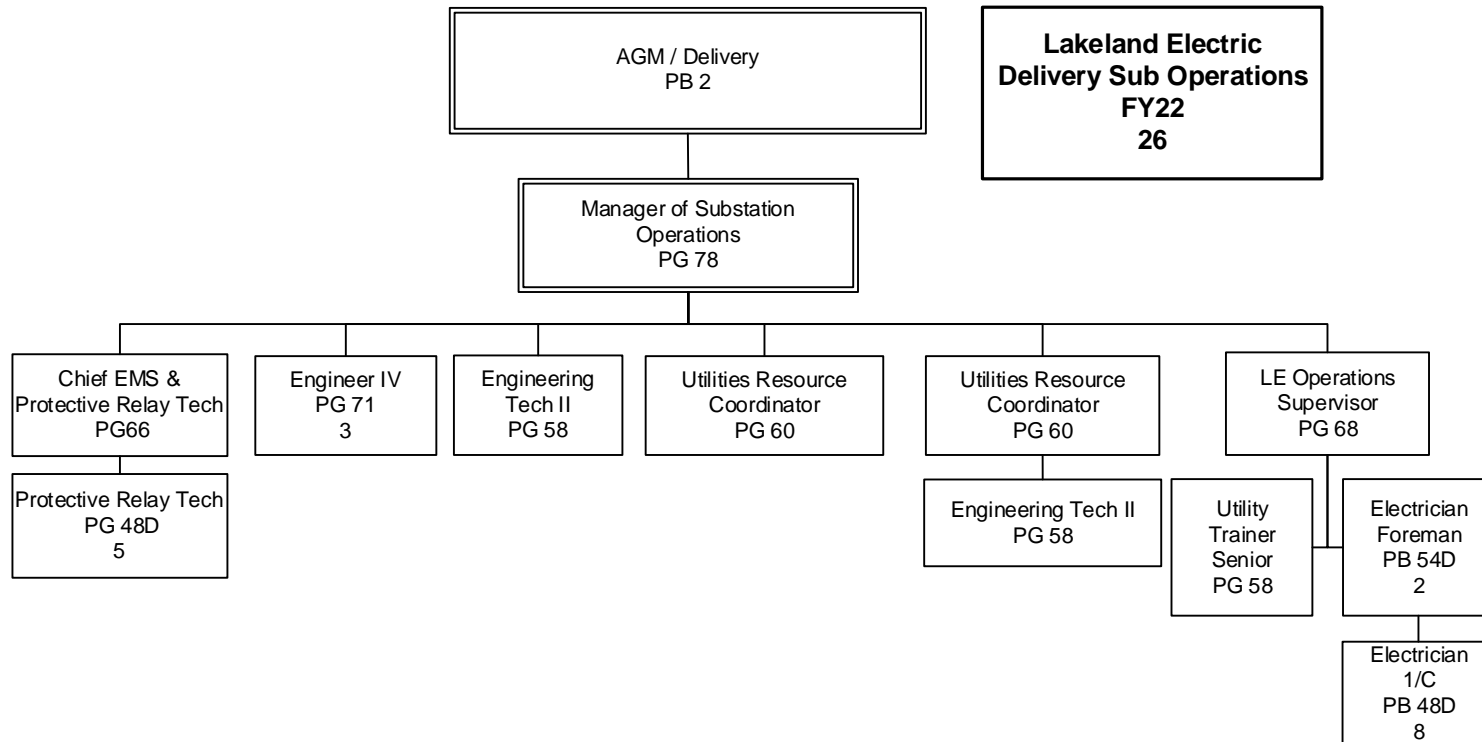 AGM / Delivery
PB 2
Lakeland Electric
Delivery Sub Operations
FY22
26
Manager of Substation
Operations
PG 78
Chief EMS &
Protective Relay Tech
PG66
Engineer IV
PG 71
3
Engineering
Tech II
PG 58
Utilities Resource
Coordinator
PG 60
Utilities Resource
Coordinator
PG 60
LE Operations
Supervisor
PG 68
Protective Relay Tech
PG 48D
5
Engineering Tech II
PG 58
Utility
Trainer
Senior
PG 58
Electrician
Foreman
PB 54D
2
Electrician
1/C
PB 48D
8